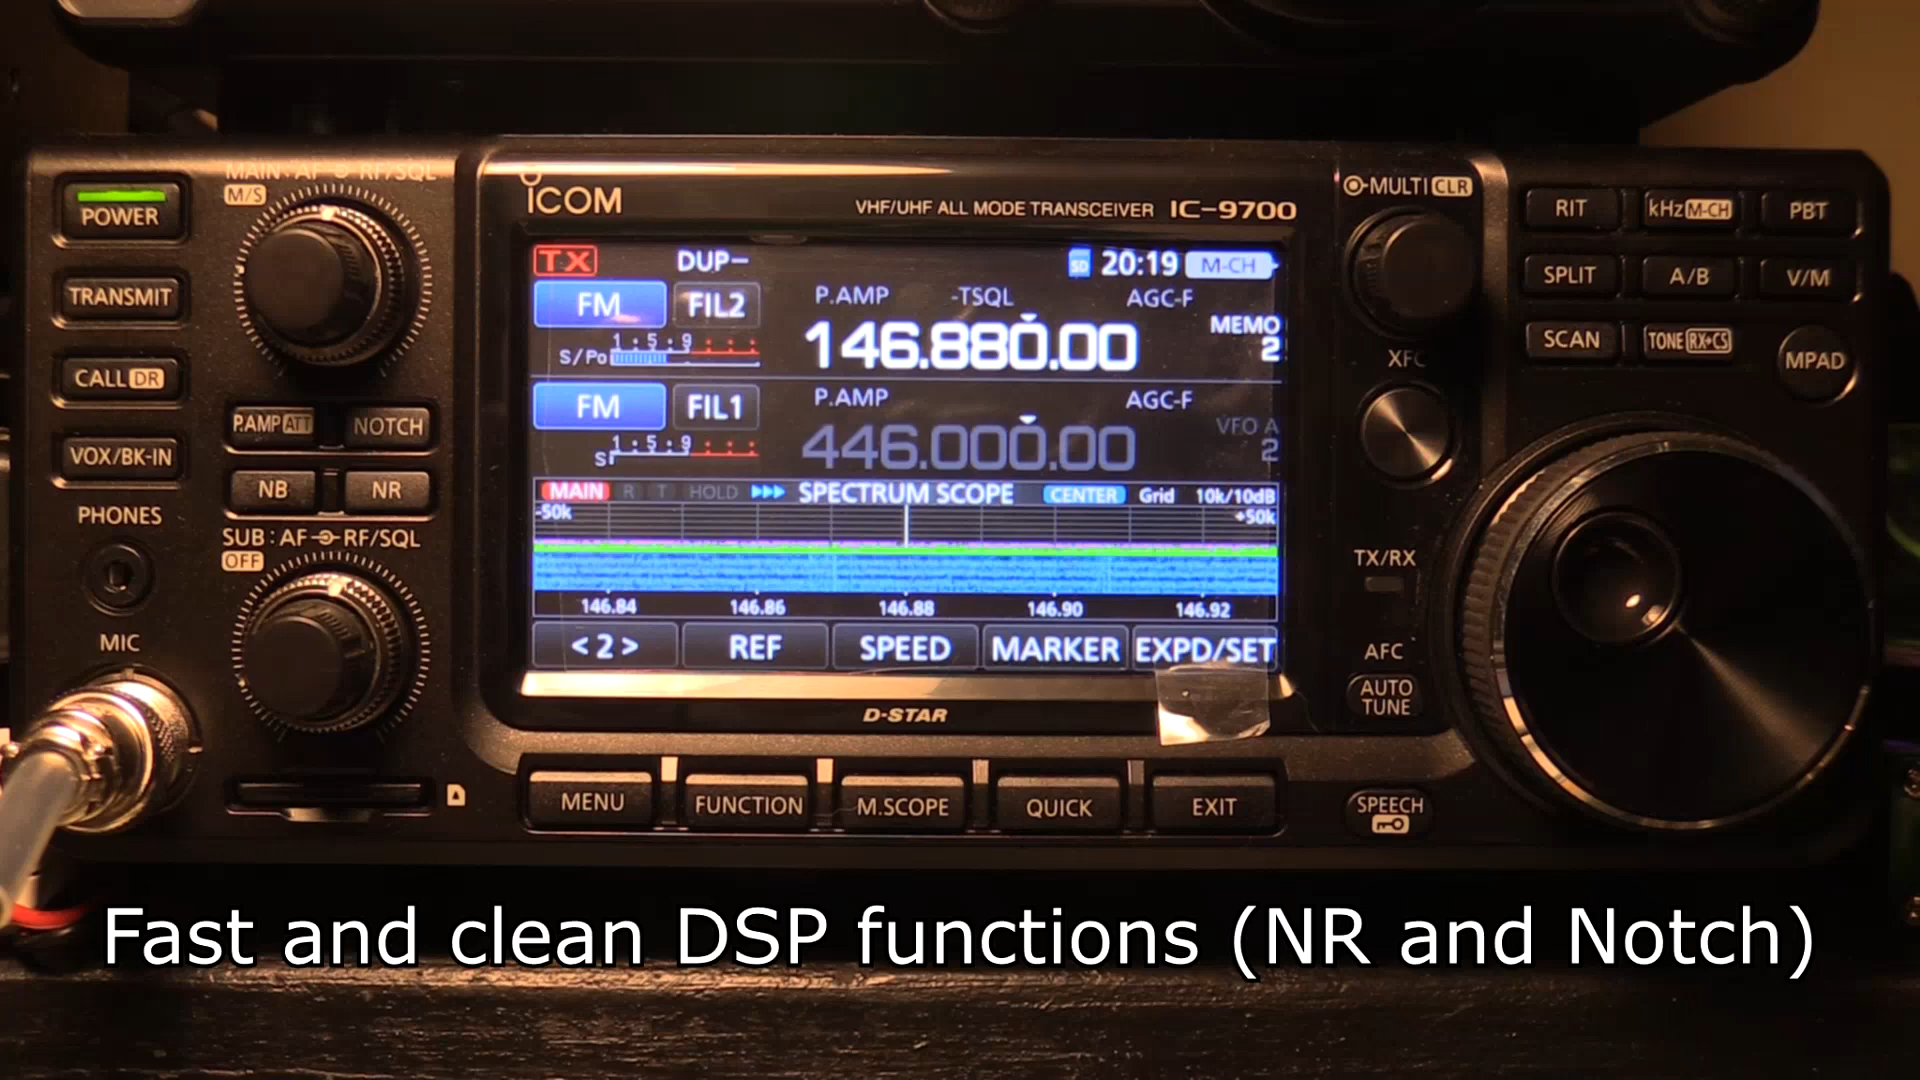 MAIN:AF RF/SQL
M/S
POWER
TRANSMIT
CALL DR
VOX/BK-IN
PHONES
MIC
P.AMP ATT
NOTCH
NB
NR
SUB:AF RF/SQL
OFF
ICOM
VHF/UHF ALL MODE TRANSCEIVER IC-9700
TX DUP- SD 20:19 M-CH
FM FIL2 P.AMP -TSQL AGC-F
S/Po 1:5:9 146.880.00 MEMO
2
FM FIL1 P.AMP AGC-F
S 1:5:9 446.000.00 VFO A
2
MAIN R T HOLD SPECTRUM SCOPE CENTER Grid 10k/10dB
-50k +50k
146.84 146.86 146.88 146.90 146.92
<2> REF SPEED MARKER EXPD/SET
D-STAR
MENU FUNCTION M.SCOPE QUICK EXIT
MULTI CLR
XFC
TX/RX
AFC
AUTO
TUNE
SPEECH
RIT kHz M-CH PBT
SPLIT A/B V/M
SCAN TONE RX→CS
MPAD
Fast and clean DSP functions (NR and Notch)